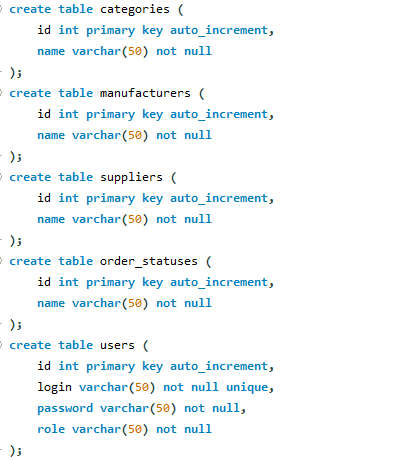 create table categories (
    id int primary key auto_increment,
    name varchar(50) not null
);
create table manufacturers (
    id int primary key auto_increment,
    name varchar(50) not null
);
create table suppliers (
    id int primary key auto_increment,
    name varchar(50) not null
);
create table order_statuses (
    id int primary key auto_increment,
    name varchar(50) not null
);
create table users (
    id int primary key auto_increment,
    login varchar(50) not null unique,
    password varchar(50) not null,
    role varchar(50) not null
);